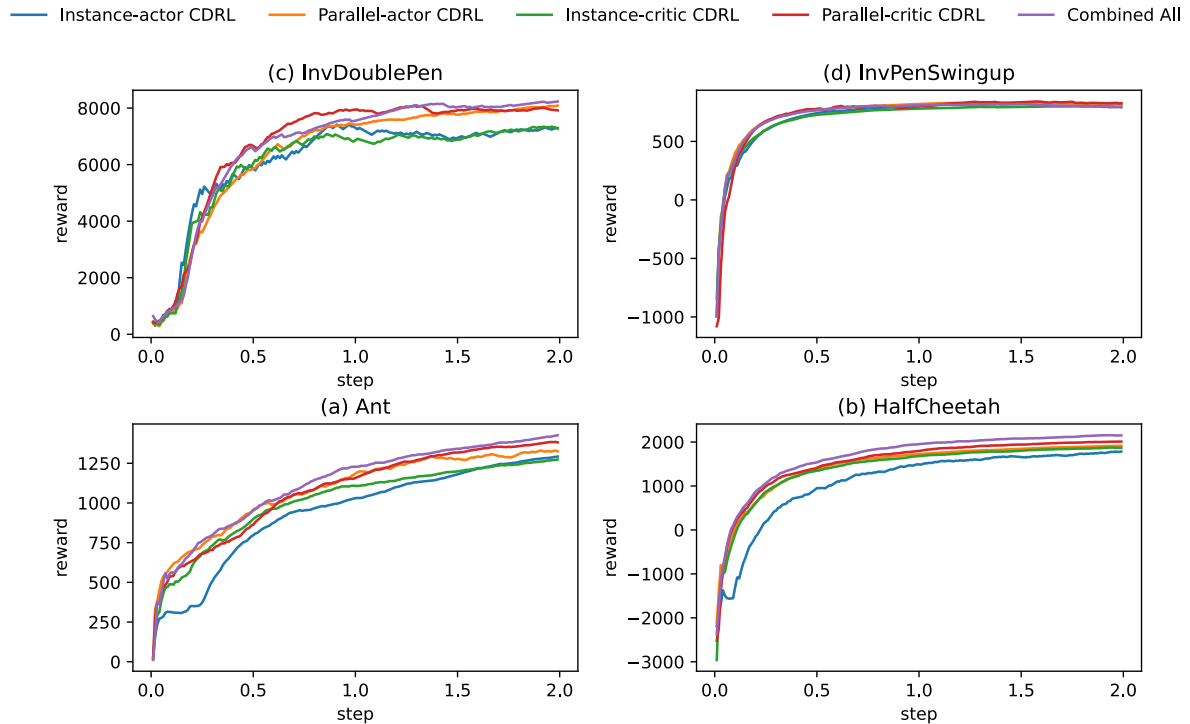 Instance-actor CDRL Parallel-actor CDRL Instance-critic CDRL Parallel-critic CDRL Combined All
(c) InvDoublePen
8000
6000
4000
2000
0
reward
0.0 0.5 1.0 1.5 2.0
step
(d) InvPenSwingup
500
0
−500
−1000
reward
0.0 0.5 1.0 1.5 2.0
step
(a) Ant
1250
1000
750
500
250
0
reward
0.0 0.5 1.0 1.5 2.0
step
(b) HalfCheetah
2000
1000
0
−1000
−2000
−3000
reward
0.0 0.5 1.0 1.5 2.0
step